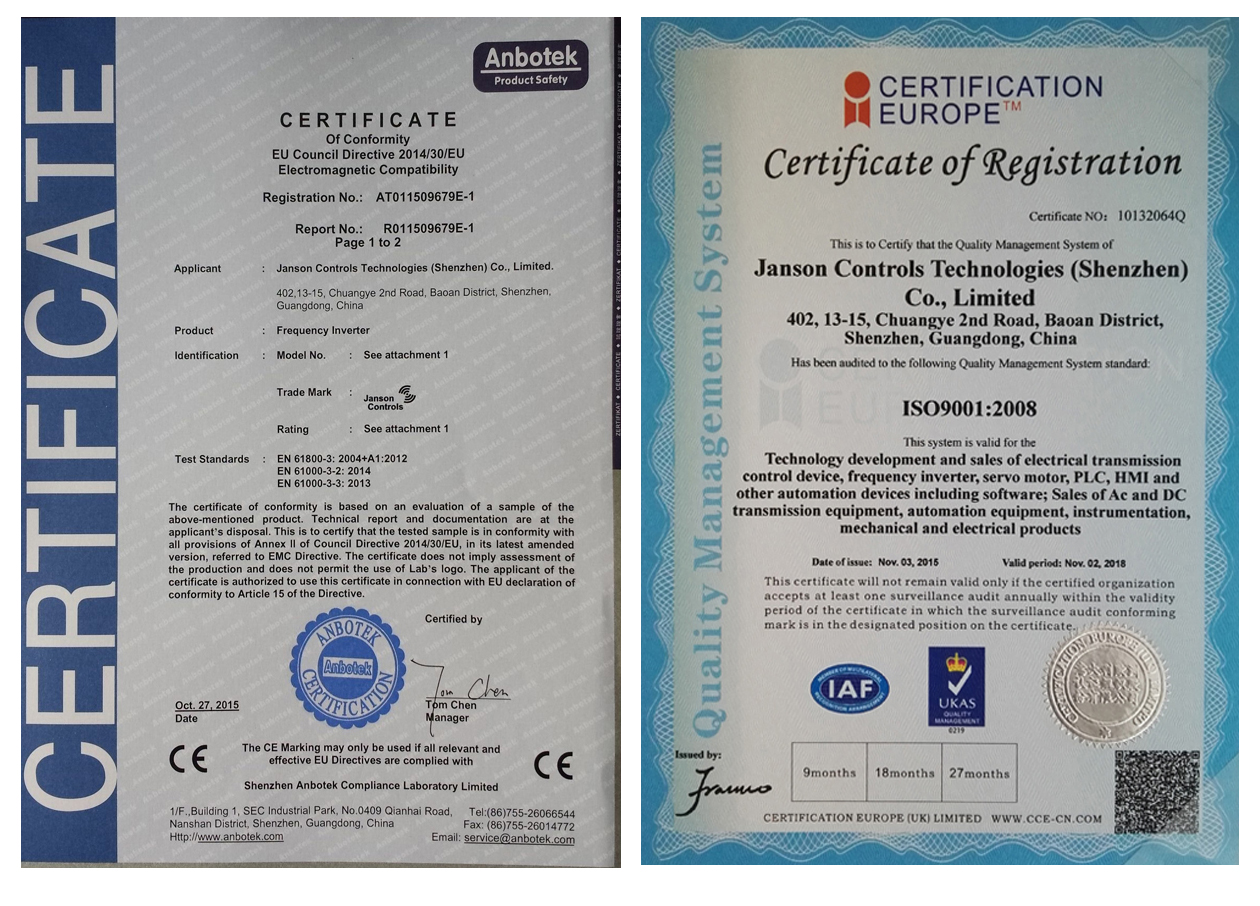 CERTIFICATE
Anbotek
Product Safety
CERTIFICATE
Of Conformity
EU Council Directive 2014/30/EU
Electromagnetic Compatibility
Registration No.: AT011509679E-1
Report No.: R011509679E-1
Page 1 to 2
Applicant : Janson Controls Technologies (Shenzhen) Co., Limited.
402,13-15, Chuangye 2nd Road, Baoan District, Shenzhen,
Guangdong, China
Product : Frequency Inverter
Identification : Model No. : See attachment 1
Trade Mark : Janson
Controls
Rating : See attachment 1
Test Standards : EN 61800-3: 2004+A1:2012
EN 61000-3-2: 2014
EN 61000-3-3: 2013
The certificate of conformity is based on an evaluation of a sample of the
above-mentioned product. Technical report and documentation are at the
applicant's disposal. This is to certify that the tested sample is in conformity with
all provisions of Annex II of Council Directive 2014/30/EU, in its latest amended
version, referred to EMC Directive. The certificate does not imply assessment of
the production and does not permit the use of Lab's logo. The applicant of the
certificate is authorized to use this certificate in connection with EU declaration of
conformity to Article 15 of the Directive.
Certified by
ANBOTEK
Anbotek
CERTIFICATION
Tom Chen
Oct. 27, 2015
Date
Tom Chen
Manager
CE
The CE Marking may only be used if all relevant and
effective EU Directives are complied with
CE
Shenzhen Anbotek Compliance Laboratory Limited
1/F.,Building 1, SEC Industrial Park, No.0409 Qianhai Road,
Nanshan District, Shenzhen, Guangdong, China
Http://www.anbotek.com
Tel:(86)755-26066544
Fax: (86)755-26014772
Email: service@anbotek.com
Quality Management System
CERTIFICATION
EUROPE™
Certificate of Registration
Certificate NO: 10132064Q
This is to Certify that the Quality Management System of
Janson Controls Technologies (Shenzhen)
Co., Limited
402, 13-15, Chuangye 2nd Road, Baoan District,
Shenzhen, Guangdong, China
Has been audited to the following Quality Management System standard:
ISO9001:2008
This system is valid for the
Technology development and sales of electrical transmission
control device, frequency inverter, servo motor, PLC, HMI and
other automation devices including software; Sales of Ac and DC
transmission equipment, automation equipment, instrumentation,
mechanical and electrical products
Date of issue: Nov. 03, 2015 Valid period: Nov. 02, 2018
This certificate will not remain valid only if the certified organization
accepts at least one surveillance audit annually within the validity
period of the certificate in which the surveillance audit conforming
mark is in the designated position on the certificate.
IAF
UKAS
QUALITY
MANAGEMENT
0219
Issued by:
9months 18months 27months
CERTIFICATION EUROPE (UK) LIMITED WWW.CCE-CN.COM